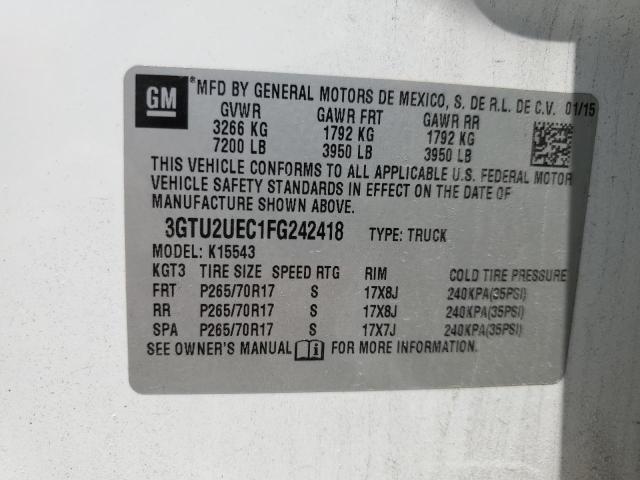 GM
*MFD BY GENERAL MOTORS DE MEXICO, S. DE R.L. DE C.V. 01/15
GVWR GAWR FRT GAWR RR
3266 KG 1792 KG 1792 KG
7200 LB 3950 LB 3950 LB
THIS VEHICLE CONFORMS TO ALL APPLICABLE U.S. FEDERAL MOTOR
VEHICLE SAFETY STANDARDS IN EFFECT ON THE DATE OF
MANUFACTURE SHOWN ABOVE.
3GTU2UEC1FG242418 TYPE: TRUCK
MODEL: K15543
KGT3 TIRE SIZE SPEED RTG RIM COLD TIRE PRESSURE
FRT P265/70R17 S 17X8J 240KPA(35PSI)
RR P265/70R17 S 17X8J 240KPA(35PSI)
SPA P265/70R17 S 17X7J 240KPA(35PSI)
SEE OWNER'S MANUAL i FOR MORE INFORMATION.